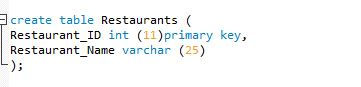 create table Restaurants (
Restaurant_ID int (11)primary key,
Restaurant_Name varchar (25)
);